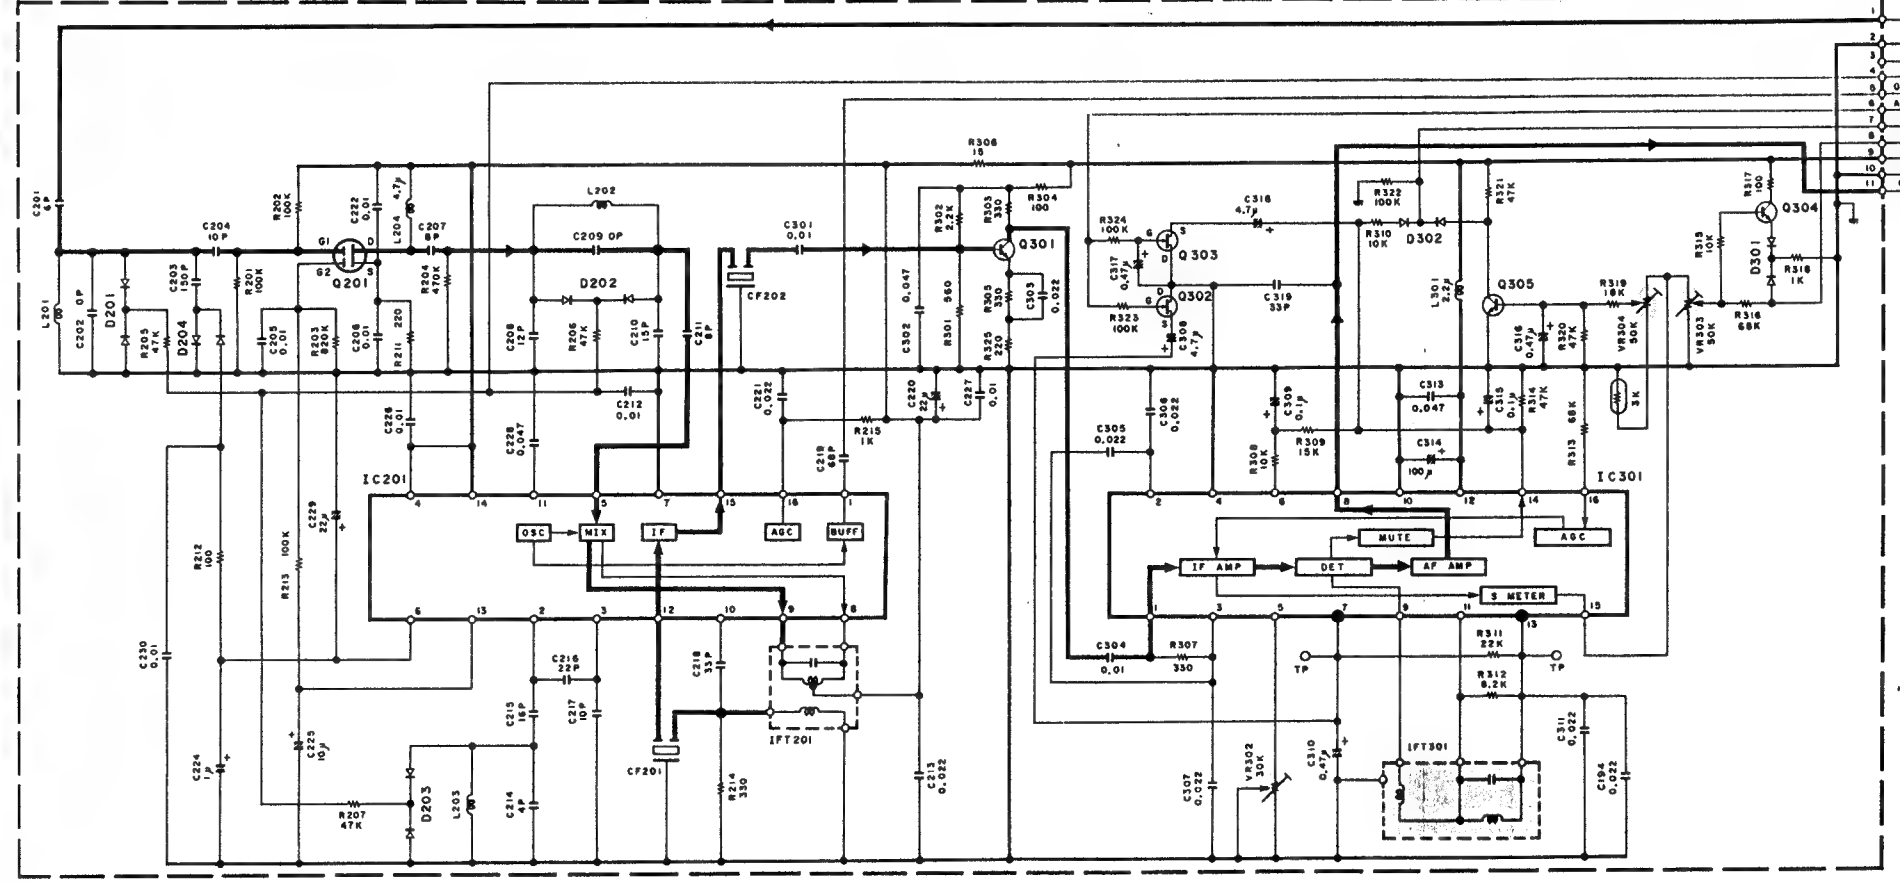 1
2
3
4
5
6
7
8
9
10
11
R306
15
C201
6P
R202
100K
C222
0.01
4.7μ
L204
C207
8P
C204
10P
G1
D
G2
S
Q201
L202
C209 0P
D202
C301
0.01
R302
2.2K
R303
330
R304
100
Q301
C318
4.7μ
R324
100K
G
S
D
Q303
C317
0.47μ
R322
100K
R310
10K
D302
R321
47K
R317
100
Q304
R315
10K
D301
R318
1K
L201
C202 0P
D201
R205
47K
C203
150P
D204
R201
100K
C205
0.01
R203
820K
C206
0.01
R211
220
R204
470K
C208
12P
R206
47K
C210
15P
C211
8P
CF202
0.047
C302
560
R301
R305
330
C303
0.022
R325
220
D
Q302
G
S
R323
100K
C308
4.7μ
C319
33P
L301
2.2μ
Q305
C316
0.47μ
R320
47K
R319
18K
VR304
50K
VR303
50K
R316
68K
C226
0.01
C228
0.047
C212
0.01
C221
0.022
R215
1K
C219
68P
C220
22μ
C227
0.01
C305
0.022
C306
0.022
C309
0.1μ
R308
10K
R309
15K
C313
0.047
C314
100μ
C315
0.1μ
R314
47K
68K
R313
3K
IC201
4
14
11
5
7
15
16
1
OSC
MIX
IF
AGC
BUFF
6
13
2
3
12
10
9
8
IC301
2
4
6
8
10
12
14
16
MUTE
AGC
IF AMP
DET
AF AMP
S METER
1
3
5
7
9
11
13
15
C229
22μ
R212
100
R213
100K
C230
0.01
C224
1μ
C225
10μ
C216
22P
C215
16P
C217
10P
C218
33P
IFT201
CF201
R214
330
C213
0.022
R207
47K
D203
L203
C214
4P
C304
0.01
R307
330
TP
R311
22K
TP
R312
8.2K
C307
0.022
VR302
30K
C310
0.47μ
IFT301
C311
0.022
C194
0.022